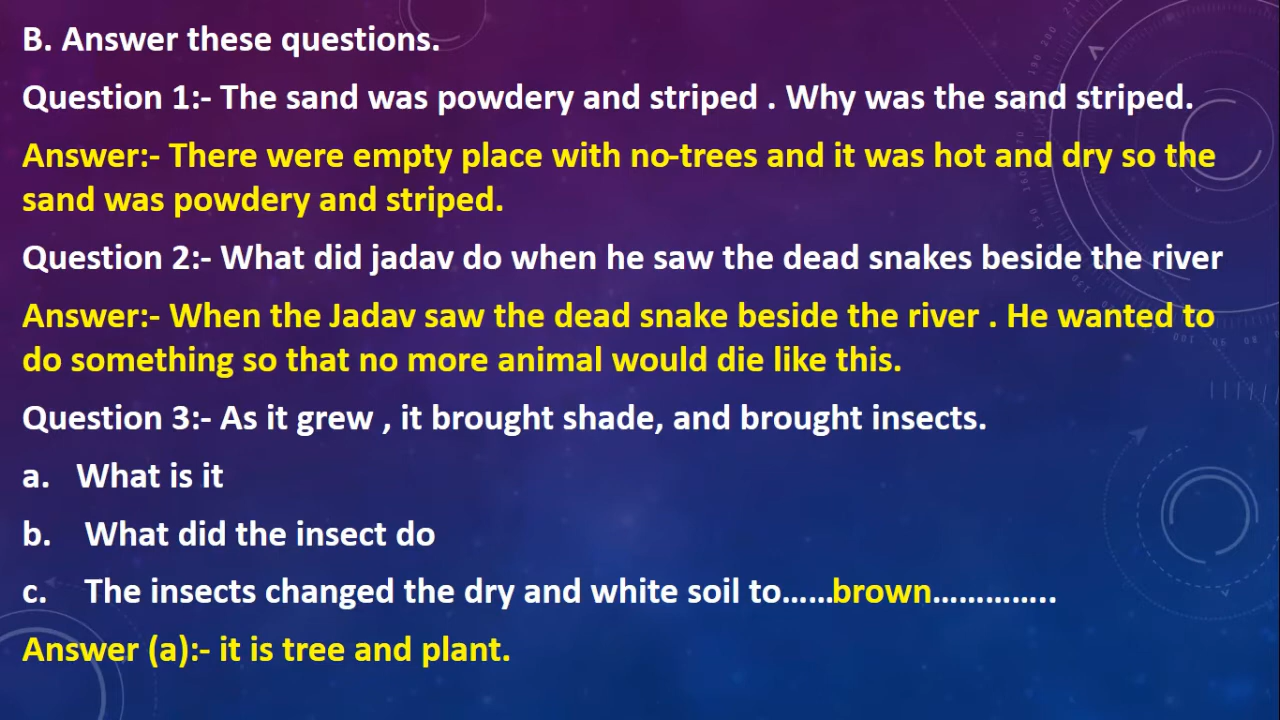 B. Answer these questions.
Question 1:- The sand was powdery and striped . Why was the sand striped.
Answer:- There were empty place with no-trees and it was hot and dry so the
sand was powdery and striped.
Question 2:- What did jadav do when he saw the dead snakes beside the river
Answer:- When the Jadav saw the dead snake beside the river . He wanted to
do something so that no more animal would die like this.
Question 3:- As it grew , it brought shade, and brought insects.
a. What is it
b. What did the insect do
c. The insects changed the dry and white soil to......brown..............
Answer (a):- it is tree and plant.